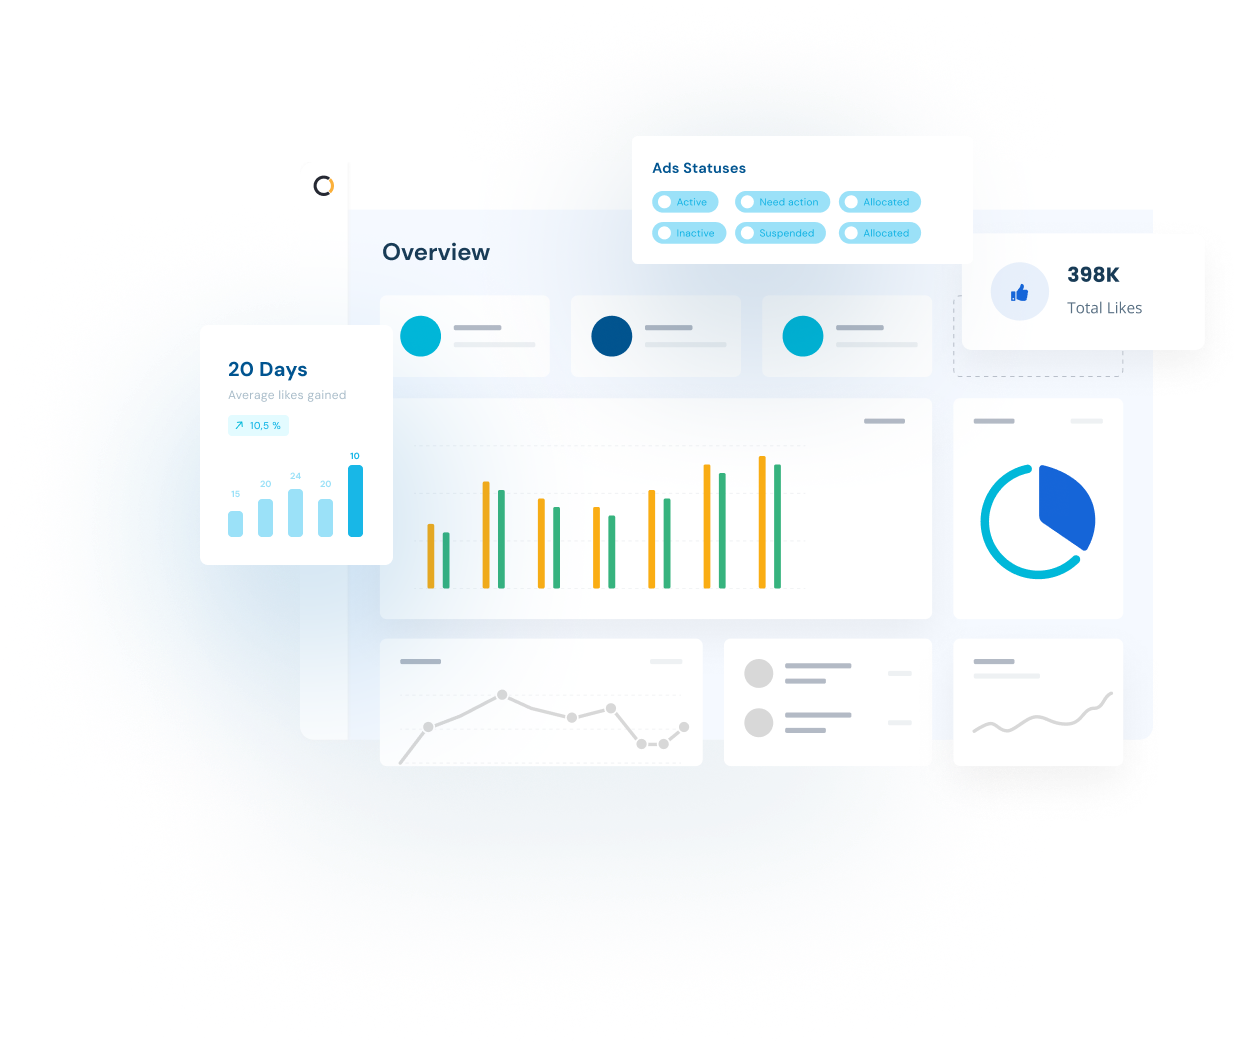 Ads Statuses
Active Need action Allocated
Inactive Suspended Allocated
Overview
398K
Total Likes
20 Days
Average likes gained
10,5 %
15 20 24 20 10